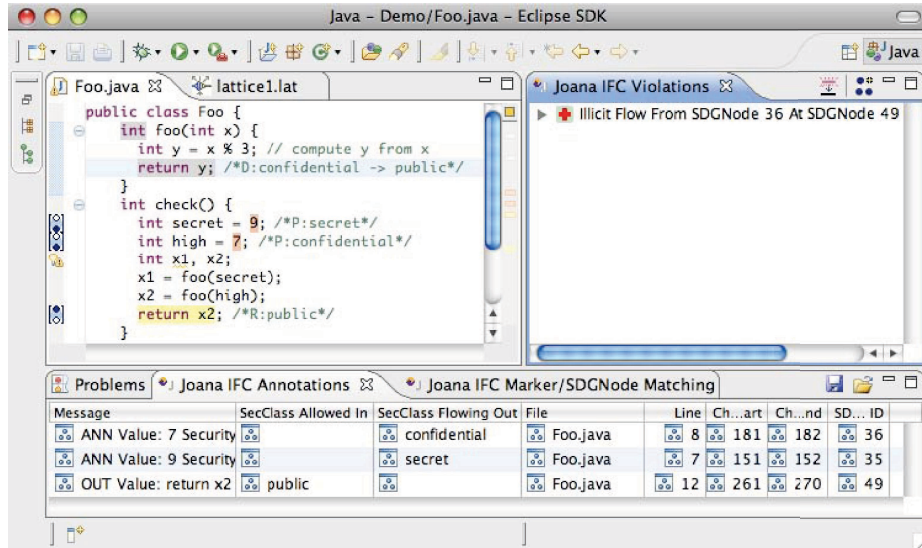 Java – Demo/Foo.java – Eclipse SDK
Java
Foo.java
lattice1.lat
public class Foo {
int foo(int x) {
int y = x % 3; // compute y from x
return y; /*D:confidential -> public*/
}
int check() {
int secret = 9; /*P:secret*/
int high = 7; /*P:confidential*/
int x1, x2;
x1 = foo(secret);
x2 = foo(high);
return x2; /*R:public*/
}
Joana IFC Violations
Illicit Flow From SDGNode 36 At SDGNode 49
Problems Joana IFC Annotations Joana IFC Marker/SDGNode Matching
Message SecClass Allowed In SecClass Flowing Out File Line Ch...art Ch...nd SD... ID
ANN Value: 7 Security confidential Foo.java 8 181 182 36
ANN Value: 9 Security secret Foo.java 7 151 152 35
OUT Value: return x2 public Foo.java 12 261 270 49